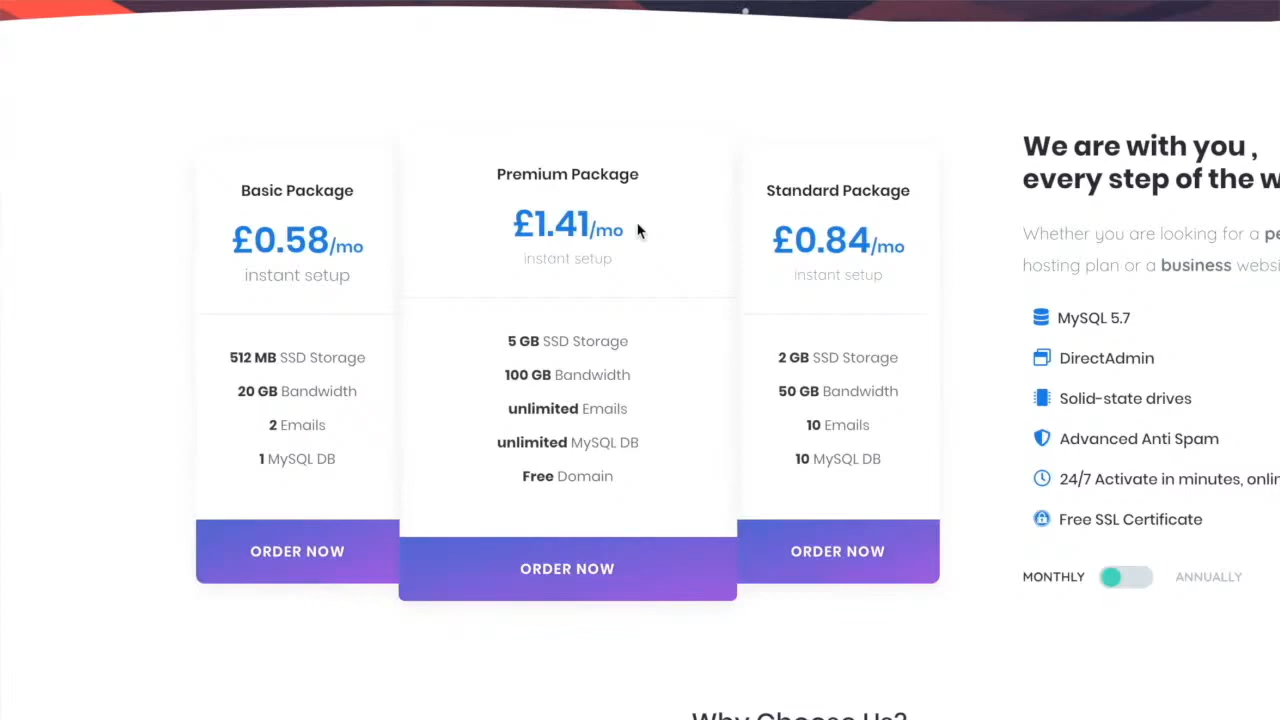 Basic Package
£0.58/mo
instant setup
512 MB SSD Storage
20 GB Bandwidth
2 Emails
1 MySQL DB
ORDER NOW
Premium Package
£1.41/mo
instant setup
5 GB SSD Storage
100 GB Bandwidth
unlimited Emails
unlimited MySQL DB
Free Domain
ORDER NOW
Standard Package
£0.84/mo
instant setup
2 GB SSD Storage
50 GB Bandwidth
10 Emails
10 MySQL DB
ORDER NOW
We are with you ,
every step of the
Whether you are looking for a
hosting plan or a business
MySQL 5.7
DirectAdmin
Solid-state drives
Advanced Anti Spam
24/7 Activate in minutes,
Free SSL Certificate
MONTHLY ANNUALLY
Why Choose Us?